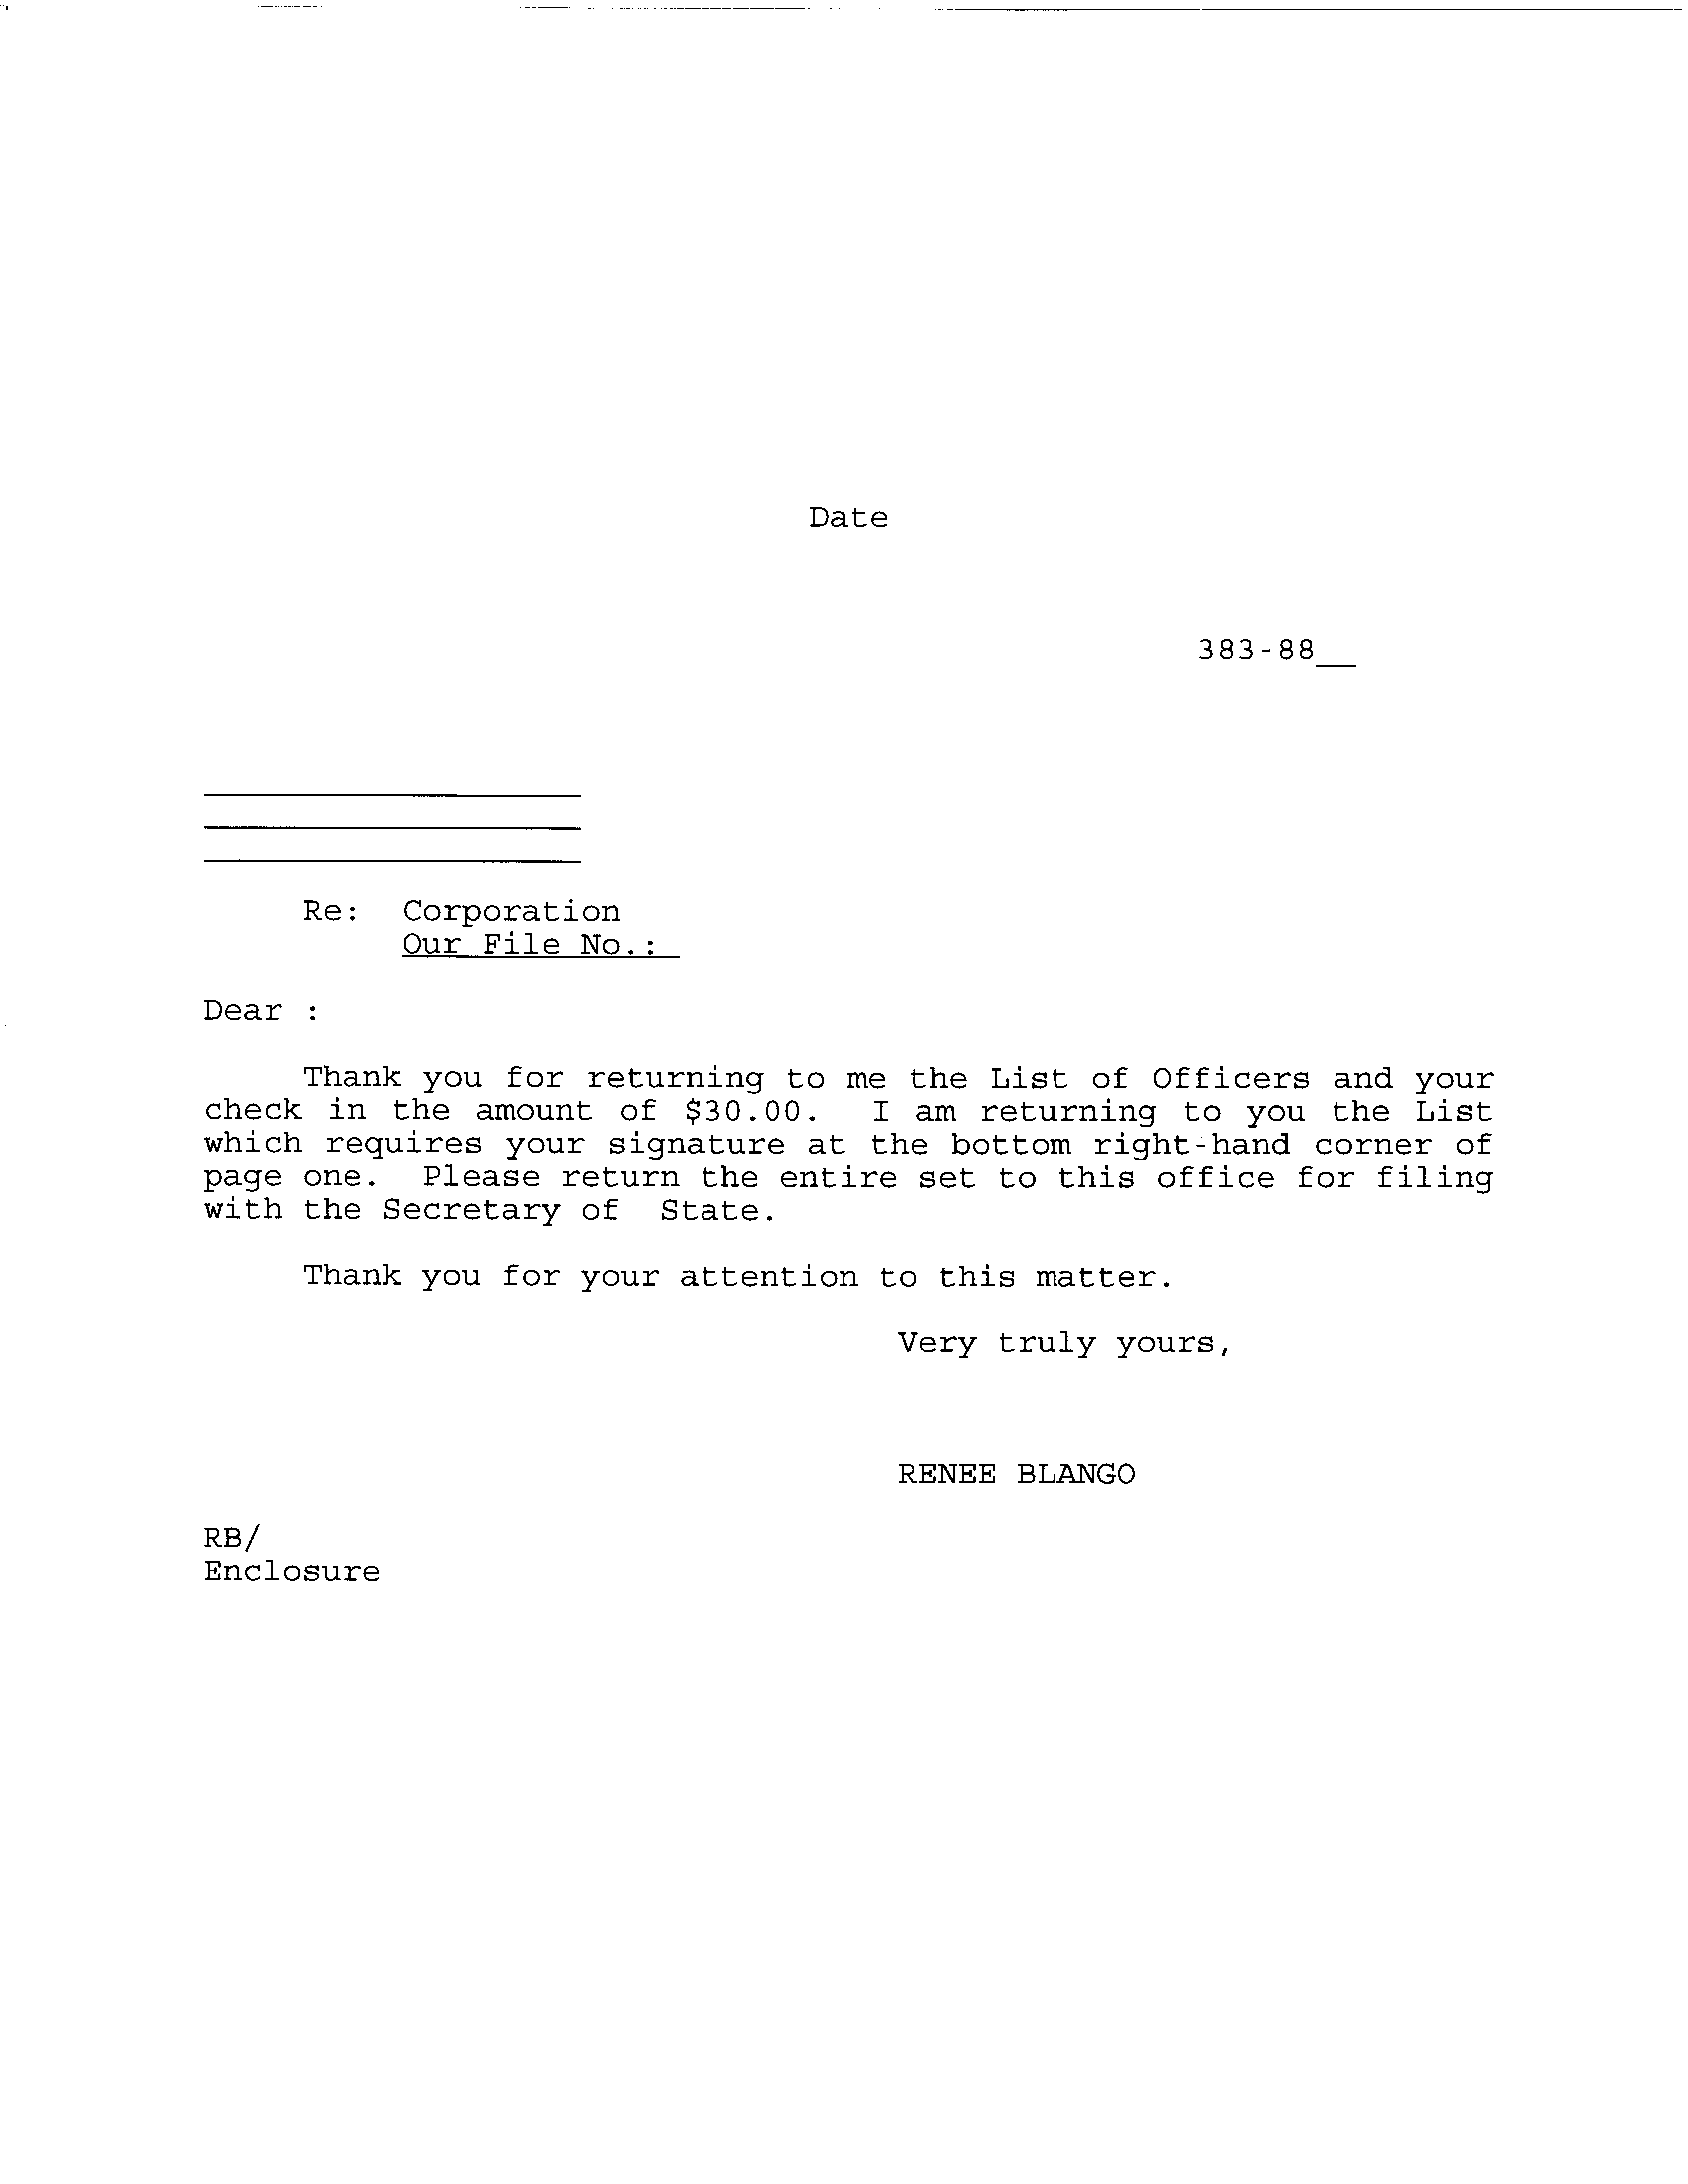 Date
383-88__
Re: Corporation
Our File No.:
Dear :
Thank you for returning to me the List of Officers and your
check in the amount of $30.00. I am returning to you the List
which requires your signature at the bottom right-hand corner of
page one. Please return the entire set to this office for filing
with the Secretary of State.
Thank you for your attention to this matter.
Very truly yours,
RENEE BLANGO
RB/
Enclosure